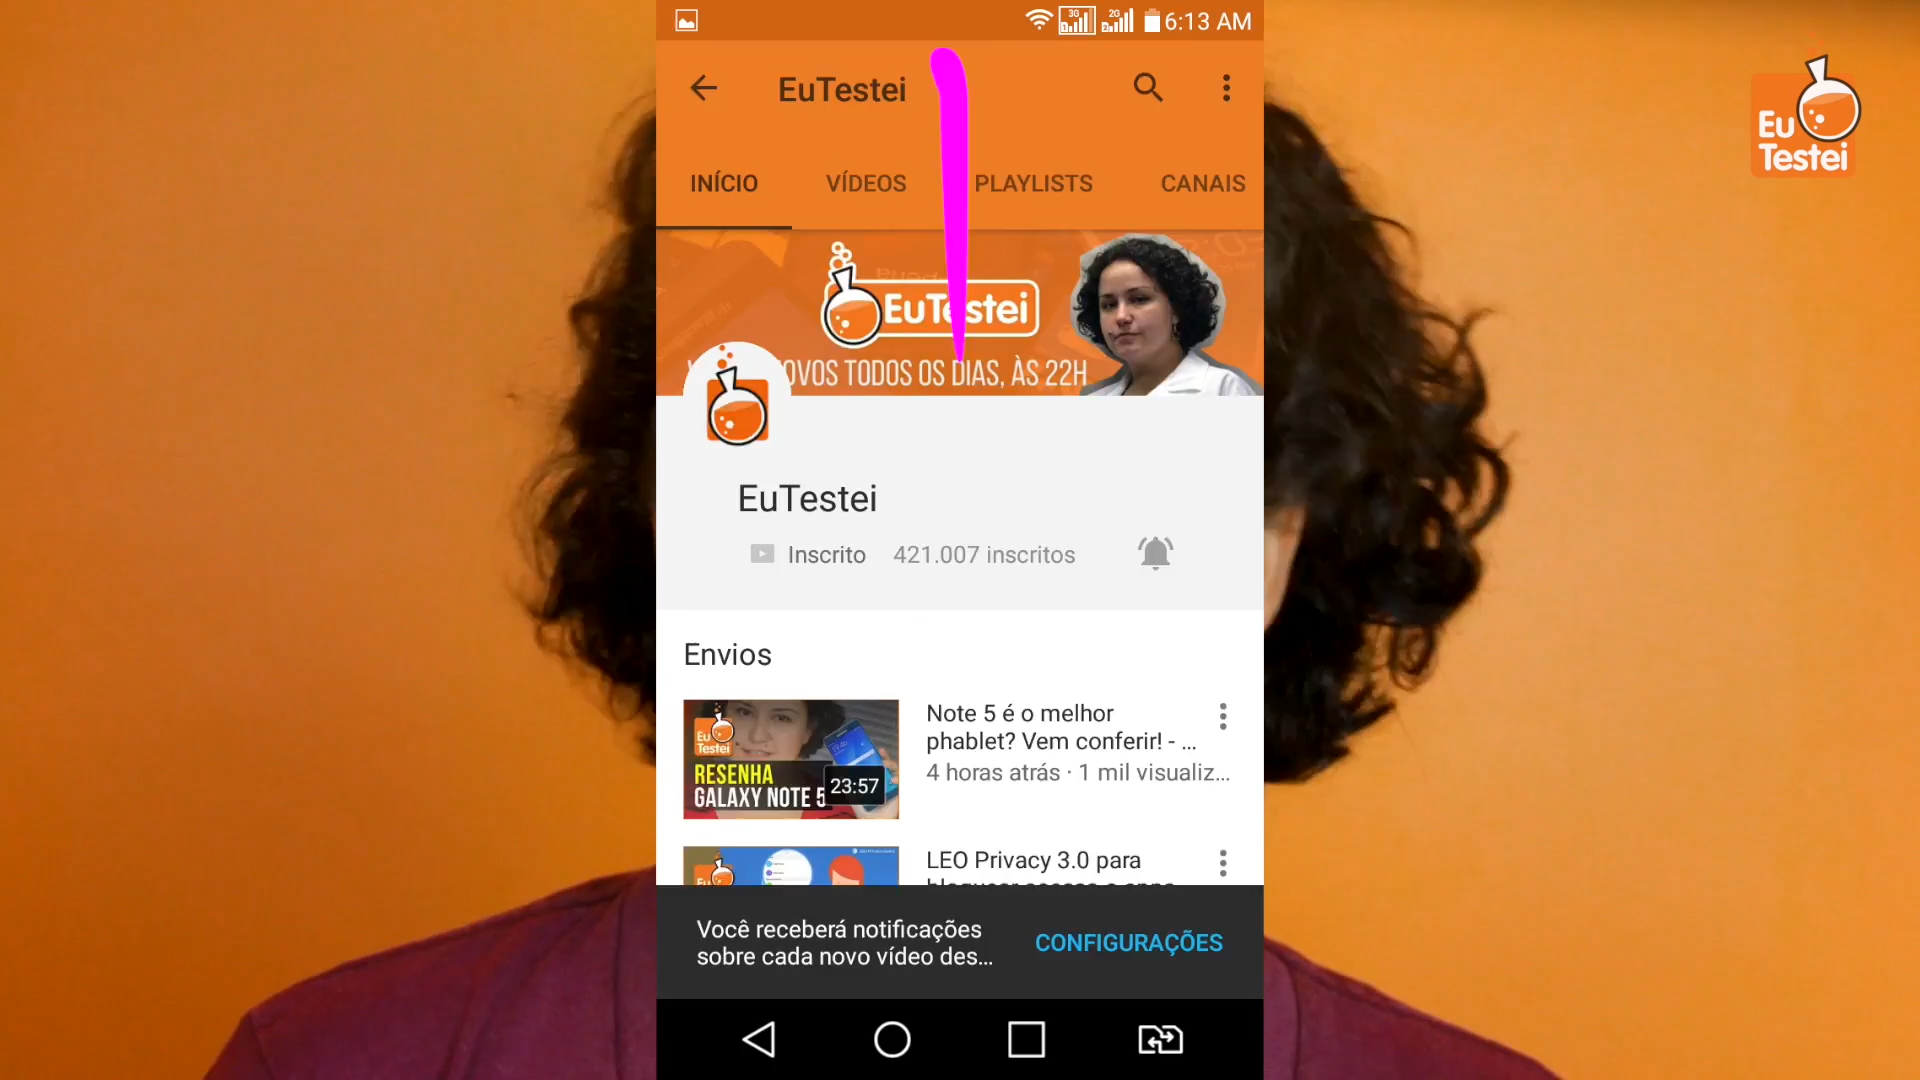 3G
2G
6:13 AM
EuTestei
INÍCIO
VÍDEOS
PLAYLISTS
CANAIS
EuTestei
OVOS TODOS OS DIAS, ÀS 22H
EuTestei
Inscrito
421.007 inscritos
Envios
Eu
Testei
RESENHA
GALAXY NOTE 5
23:57
Note 5 é o melhor
phablet? Vem conferir! - ...
4 horas atrás · 1 mil visualiz...
LEO Privacy 3.0 para
Você receberá notificações
sobre cada novo vídeo des...
CONFIGURAÇÕES
Eu
Testei